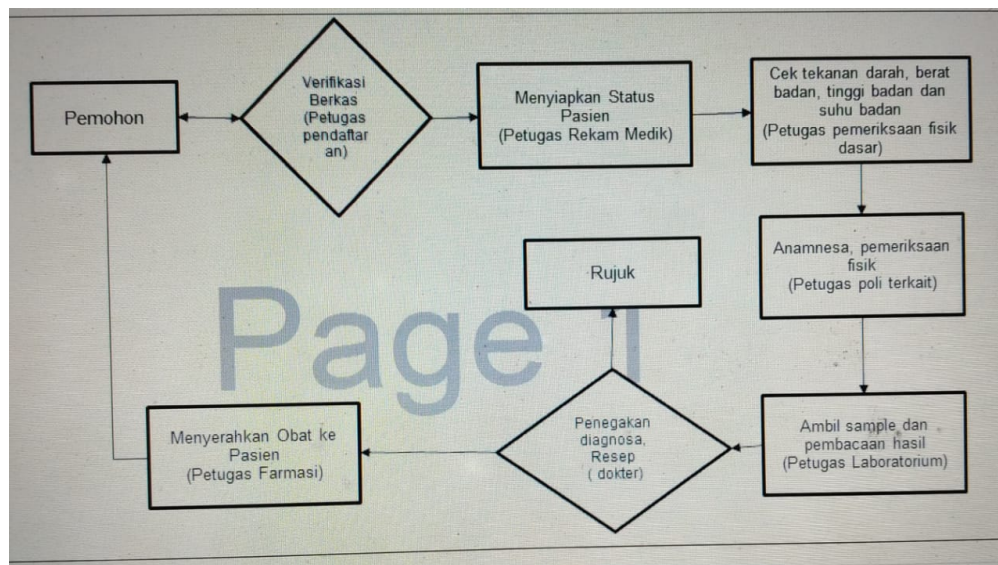 Pemohon
Verifikasi
Berkas
(Petugas
pendaftar
an)
Menyiapkan Status
Pasien
(Petugas Rekam Medik)
Cek tekanan darah, berat
badan, tinggi badan dan
suhu badan
(Petugas pemeriksaan fisik
dasar)
Anamnesa, pemeriksaan
fisik
(Petugas poli terkait)
Rujuk
Page 1
Ambil sample dan
pembacaan hasil
(Petugas Laboratorium)
Penegakan
diagnosa,
Resep
( dokter)
Menyerahkan Obat ke
Pasien
(Petugas Farmasi)